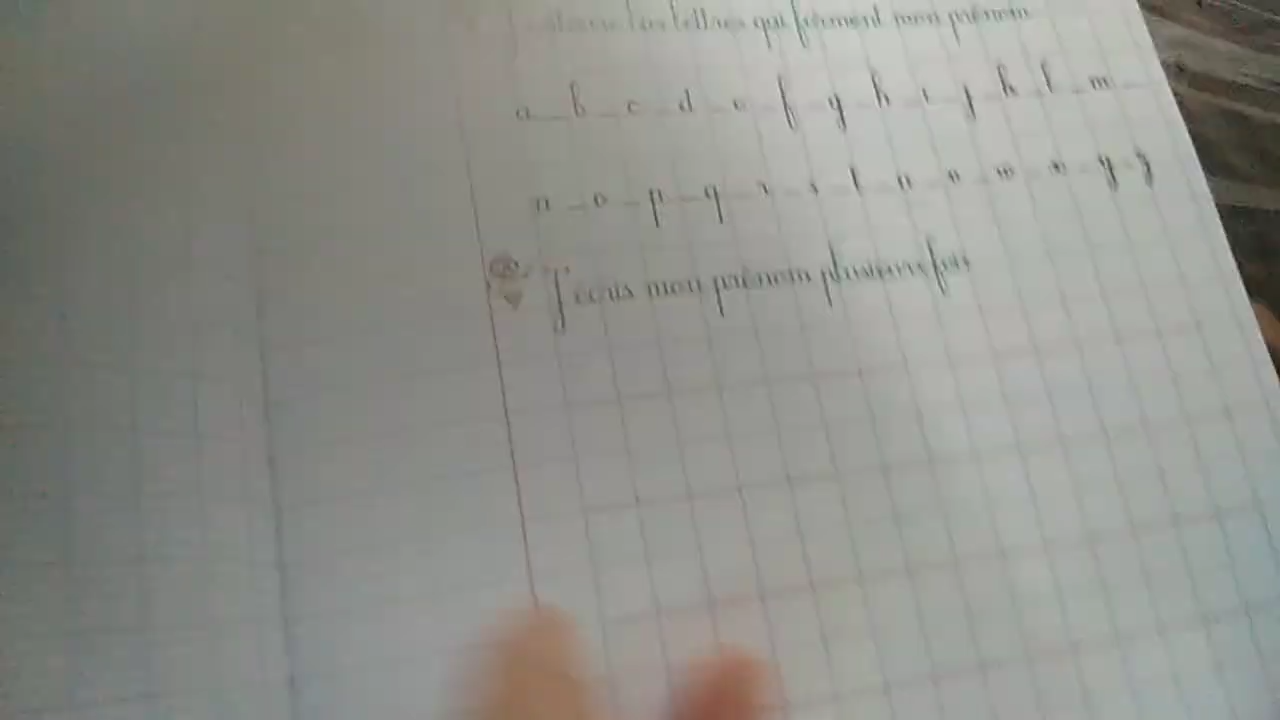 les lettres qui forment mon prénom
a b c d e f g h i j k l m
n o p q r s t u v w x y z
J'écris mon prénom plusieurs fois